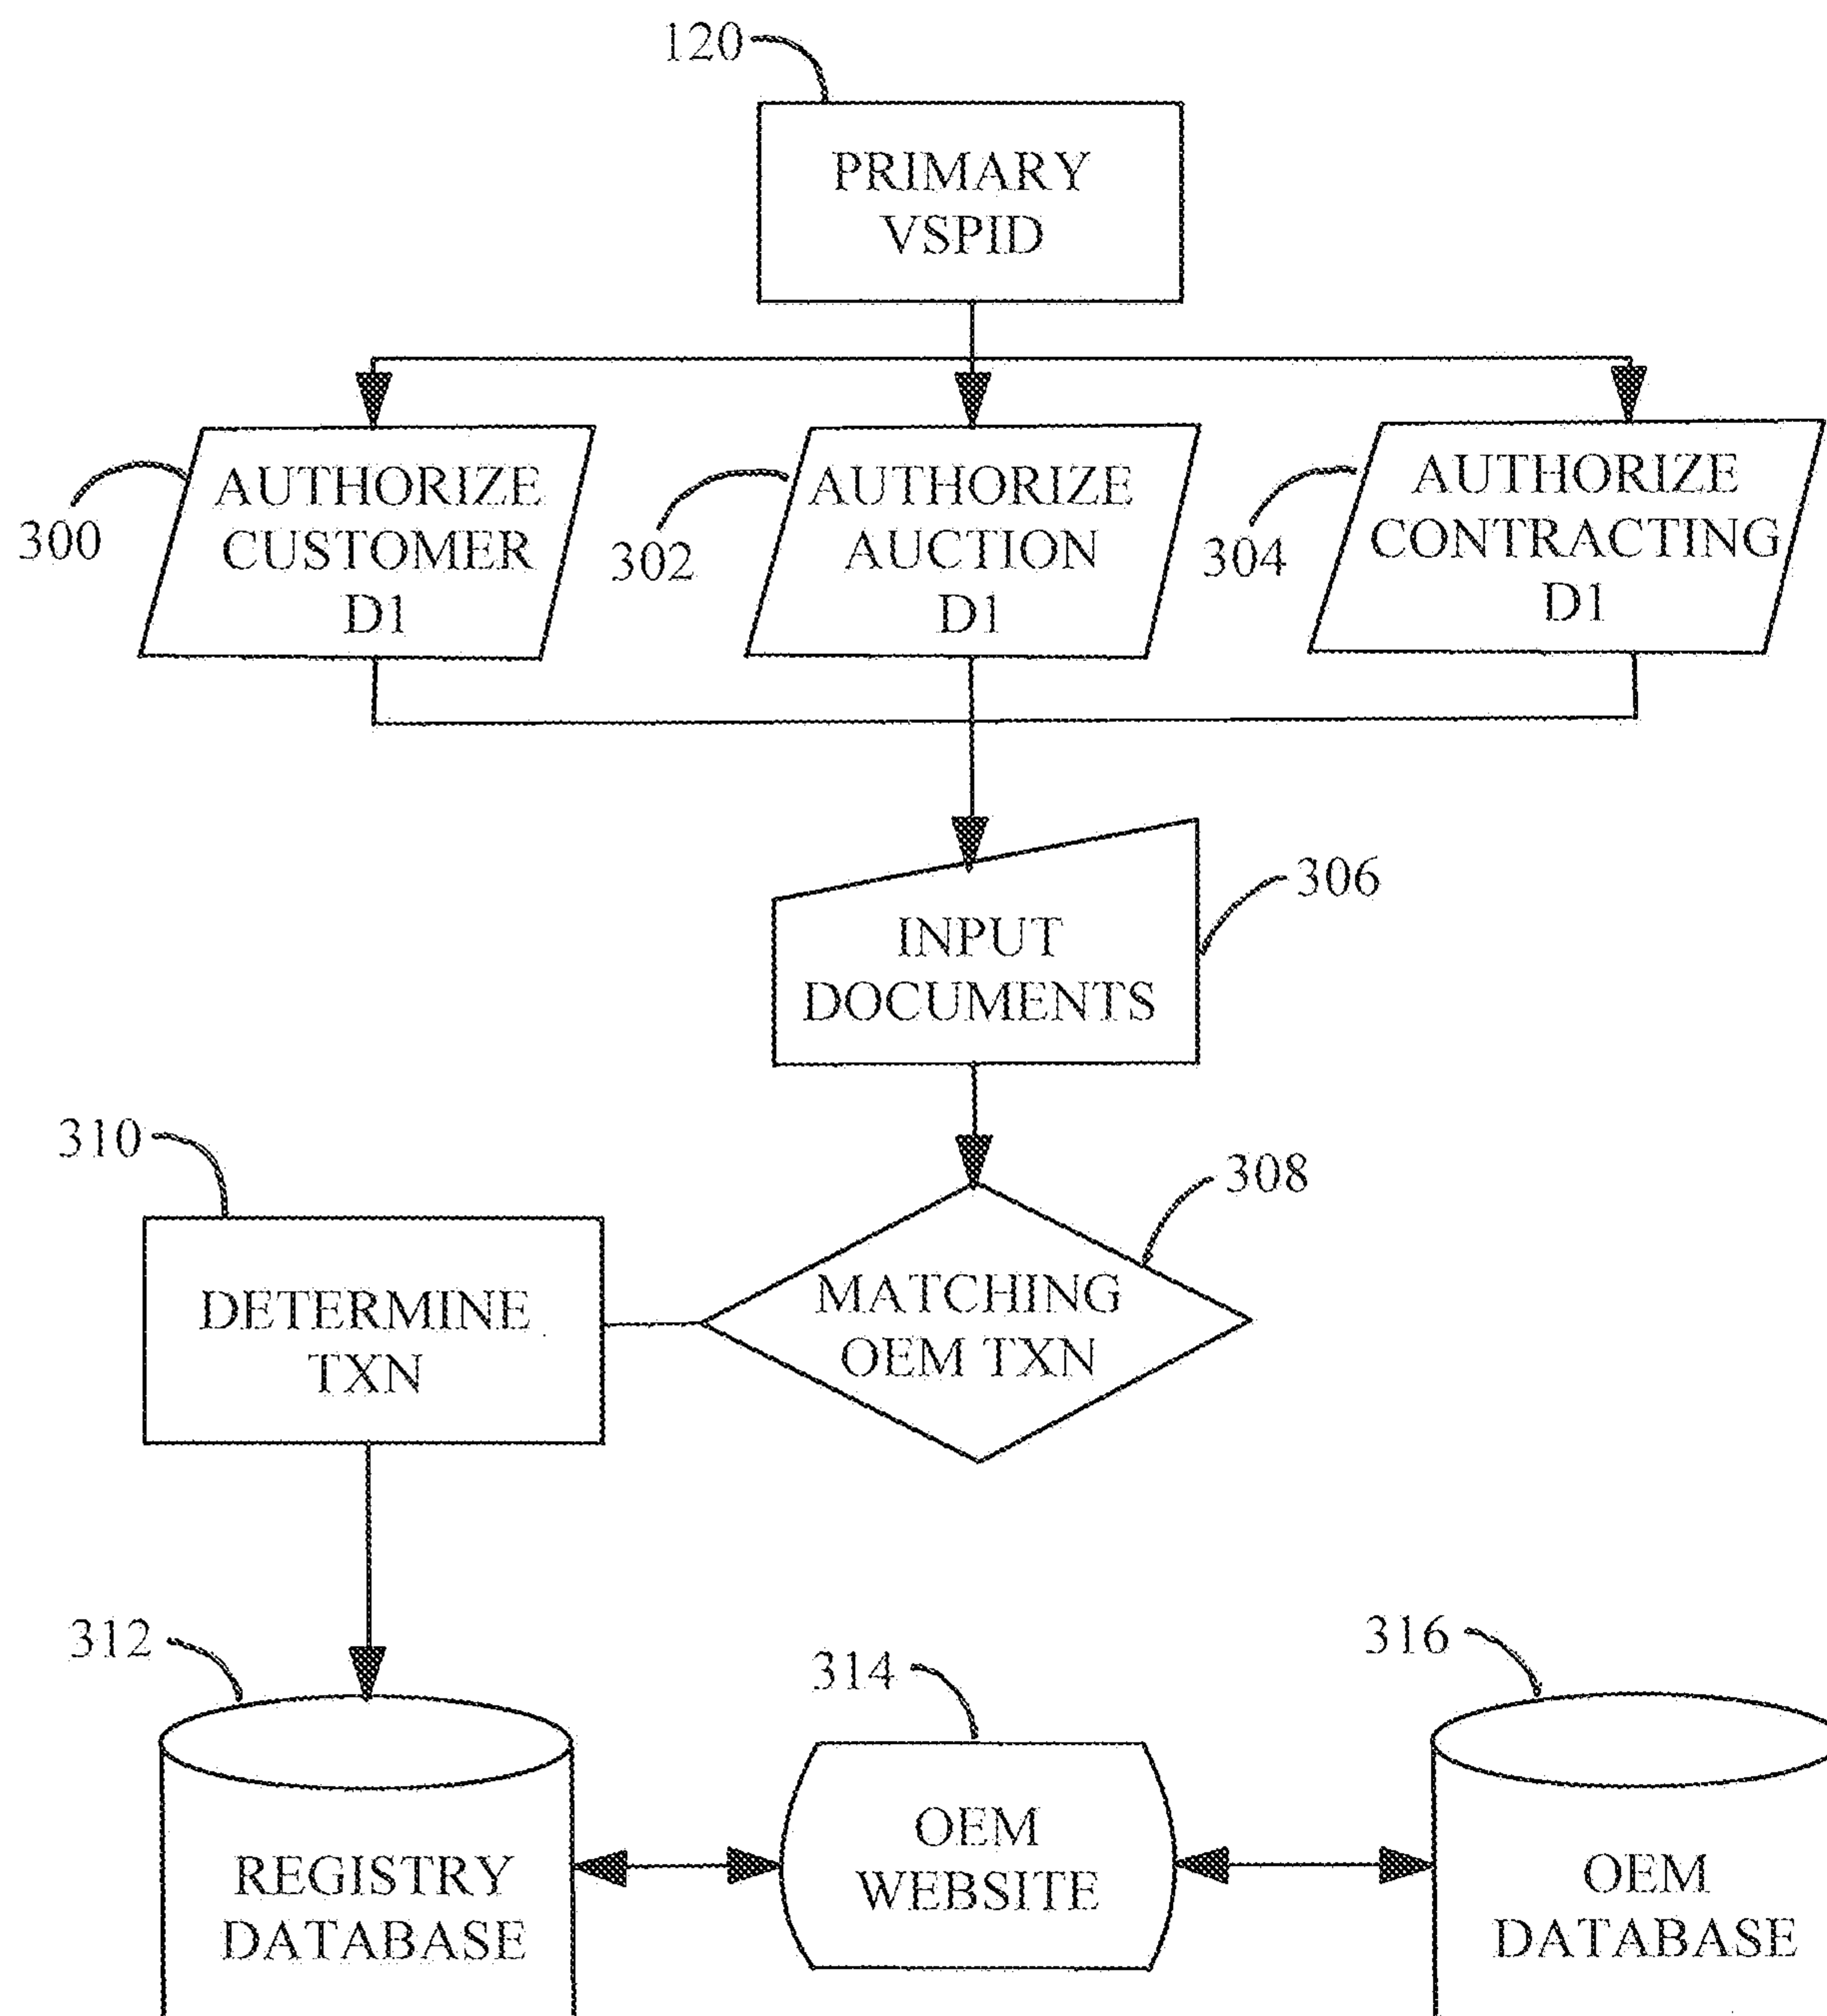 120
PRIMARY
VSPID
300
AUTHORIZE
CUSTOMER
D1
302
AUTHORIZE
AUCTION
D1
304
AUTHORIZE
CONTRACTING
D1
306
INPUT
DOCUMENTS
308
MATCHING
OEM TXN
310
DETERMINE
TXN
312
REGISTRY
DATABASE
314
OEM
WEBSITE
316
OEM
DATABASE